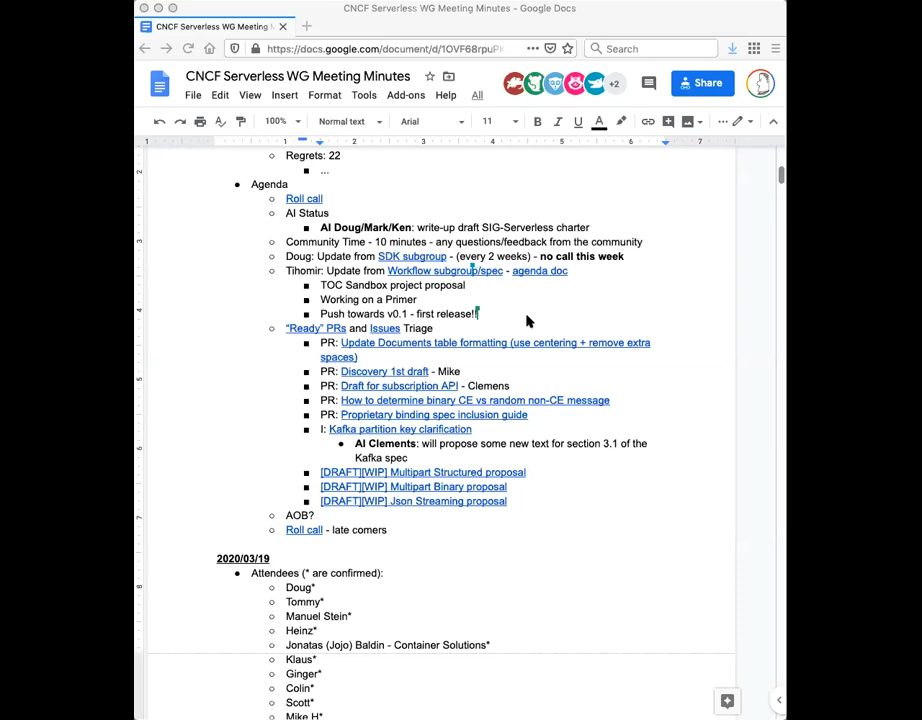 CNCF Serverless WG Meeting Minutes - Google Docs
CNCF Serverless WG Meeting
https://docs.google.com/document/d/1OVF68rpuP
Search
CNCF Serverless WG Meeting Minutes
+2
Share
File Edit View Insert Format Tools Add-ons Help All
100% Normal text Arial 11 B I U A
1 1 2 3 4 5 6 7
Regrets: 22
...
Agenda
Roll call
AI Status
AI Doug/Mark/Ken: write-up draft SIG-Serverless charter
Community Time - 10 minutes - any questions/feedback from the community
Doug: Update from SDK subgroup - (every 2 weeks) - no call this week
Tihomir: Update from Workflow subgroup/spec - agenda doc
TOC Sandbox project proposal
Working on a Primer
Push towards v0.1 - first release!!
“Ready” PRs and Issues Triage
PR: Update Documents table formatting (use centering + remove extra
spaces)
PR: Discovery 1st draft - Mike
PR: Draft for subscription API - Clemens
PR: How to determine binary CE vs random non-CE message
PR: Proprietary binding spec inclusion guide
I: Kafka partition key clarification
AI Clements: will propose some new text for section 3.1 of the
Kafka spec
[DRAFT][WIP] Multipart Structured proposal
[DRAFT][WIP] Multipart Binary proposal
[DRAFT][WIP] Json Streaming proposal
AOB?
Roll call - late comers
2020/03/19
Attendees (* are confirmed):
Doug*
Tommy*
Manuel Stein*
Heinz*
Jonatas (Jojo) Baldin - Container Solutions*
Klaus*
Ginger*
Colin*
Scott*
Mike H*